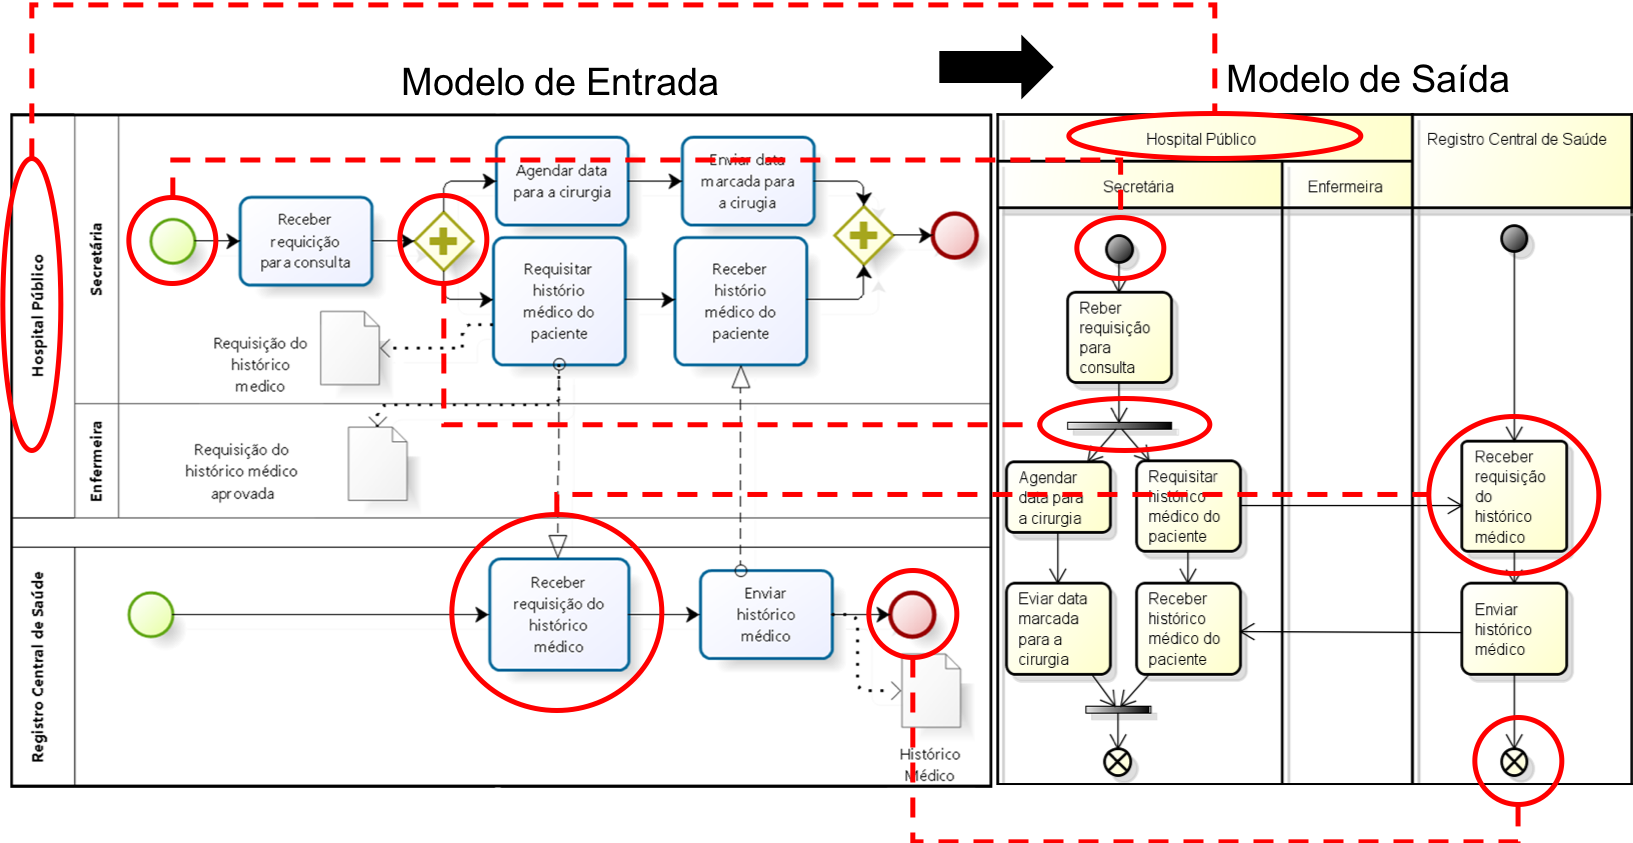 Modelo de Entrada
Modelo de Saída
Hospital Público
Secretária
Enfermeira
Receber
requicição
para consulta
Agendar data
para a cirurgia
Enviar data
marcada para
a cirugia
Requisitar
histório
médico do
paciente
Receber
histório
médico do
paciente
Requisição do
histórico
medico
Requisição do
histórico médico
aprovada
Registro Central de Saúde
Receber
requisição do
histórico
médico
Enviar
histórico
médico
Histórico
Médico
Hospital Público
Registro Central de Saúde
Secretária
Enfermeira
Reber
requisição
para
consulta
Agendar
data para
a cirurgia
Requisitar
histórico
médico do
paciente
Receber
requisição
do
histórico
médico
Eviar data
marcada
para a
cirurgia
Receber
histórico
médico do
paciente
Enviar
histórico
médico